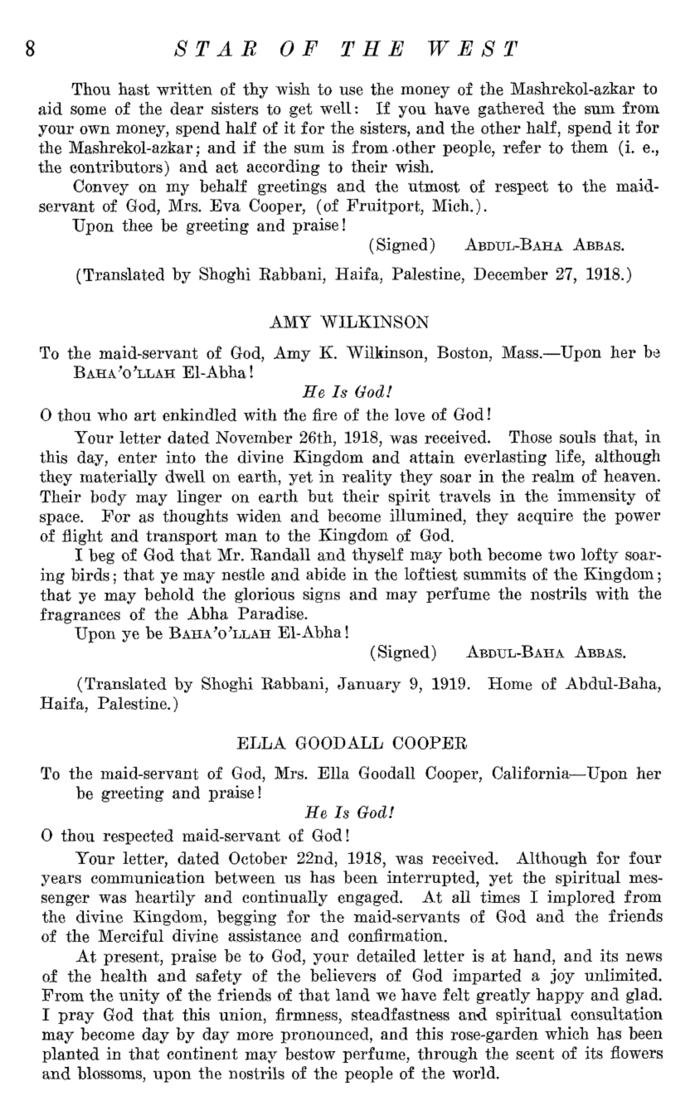 8 STAR OF THE WEST
Thou hast written of thy wish to use the money of the Mashrekol-azkar to
aid some of the dear sisters to get well: If you have gathered the sum from
your own money, spend half of it for the sisters, and the other half, spend it for
the Mashrekol-azkar; and if the sum is from other people, refer to them (i. e.,
the contributors) and act according to their wish.
Convey on my behalf greetings and the utmost of respect to the maid-
servant of God, Mrs. Eva Cooper, (of Fruitport, Mich.).
Upon thee be greeting and praise!
(Signed) ABDUL-BAHA ABBAS.
(Translated by Shoghi Rabbani, Haifa, Palestine, December 27, 1918.)
AMY WILKINSON
To the maid-servant of God, Amy K. Wilkinson, Boston, Mass.—Upon her be
BAHA'O'LLAH El-Abha!
He Is God!
O thou who art enkindled with the fire of the love of God!
Your letter dated November 26th, 1918, was received. Those souls that, in
this day, enter into the divine Kingdom and attain everlasting life, although
they materially dwell on earth, yet in reality they soar in the realm of heaven.
Their body may linger on earth but their spirit travels in the immensity of
space. For as thoughts widen and become illumined, they acquire the power
of flight and transport man to the Kingdom of God.
I beg of God that Mr. Randall and thyself may both become two lofty soar-
ing birds; that ye may nestle and abide in the loftiest summits of the Kingdom;
that ye may behold the glorious signs and may perfume the nostrils with the
fragrances of the Abha Paradise.
Upon ye be BAHA'O'LLAH El-Abha!
(Signed) ABDUL-BAHA ABBAS.
(Translated by Shoghi Rabbani, January 9, 1919. Home of Abdul-Baha,
Haifa, Palestine.)
ELLA GOODALL COOPER
To the maid-servant of God, Mrs. Ella Goodall Cooper, California—Upon her
be greeting and praise!
He Is God!
O thou respected maid-servant of God!
Your letter, dated October 22nd, 1918, was received. Although for four
years communication between us has been interrupted, yet the spiritual mes-
senger was heartily and continually engaged. At all times I implored from
the divine Kingdom, begging for the maid-servants of God and the friends
of the Merciful divine assistance and confirmation.
At present, praise be to God, your detailed letter is at hand, and its news
of the health and safety of the believers of God imparted a joy unlimited.
From the unity of the friends of that land we have felt greatly happy and glad.
I pray God that this union, firmness, steadfastness and spiritual consultation
may become day by day more pronounced, and this rose-garden which has been
planted in that continent may bestow perfume, through the scent of its flowers
and blossoms, upon the nostrils of the people of the world.